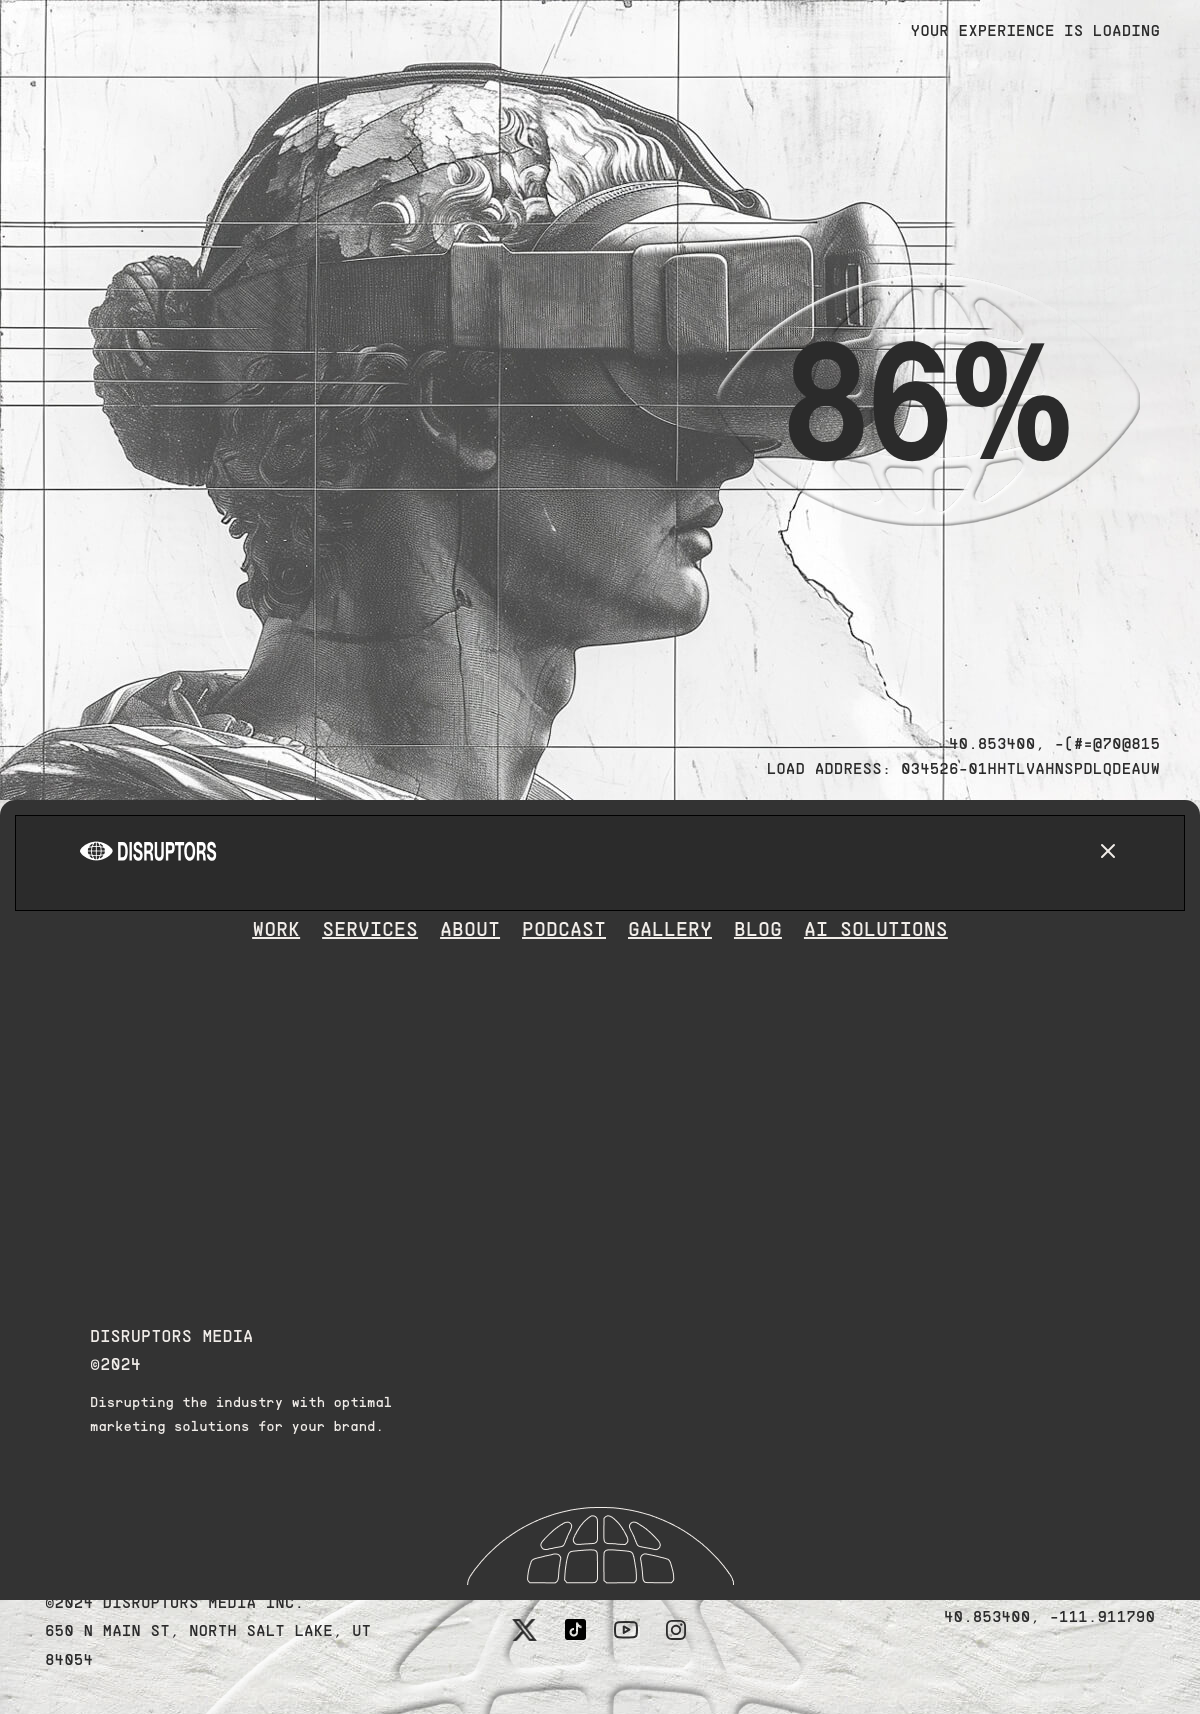 YOUR EXPERIENCE IS LOADING
86%
40.853400, -(#=@70@815
LOAD ADDRESS: 034526-01HHTLVAHNSPDLQDEAUW
DISRUPTORS
WORK SERVICES ABOUT PODCAST GALLERY BLOG AI SOLUTIONS
DISRUPTORS MEDIA
©2024
Disrupting the industry with optimal
marketing solutions for your brand.
©2024 DISRUPTORS MEDIA INC.
650 N MAIN ST, NORTH SALT LAKE, UT
84054
40.853400, -111.911790